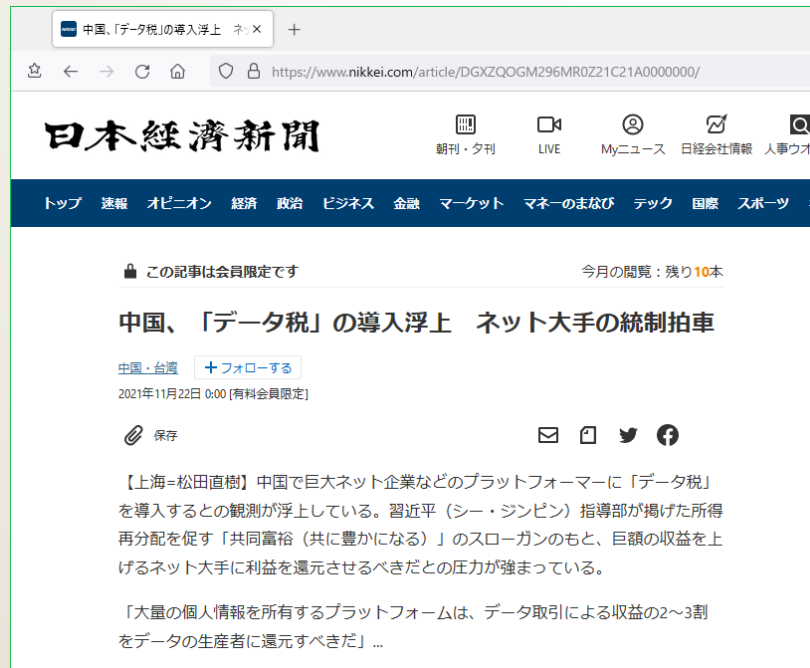 中国、「データ税」の導入浮上 ネッ
https://www.nikkei.com/article/DGXZQOGM296MR0Z21C21A0000000/
日本経済新聞
朝刊・夕刊 LIVE Myニュース 日経会社情報 人事ウオ
トップ 速報 オピニオン 経済 政治 ビジネス 金融 マーケット マネーのまなび テック 国際 スポーツ
この記事は会員限定です 今月の閲覧：残り10本
中国、「データ税」の導入浮上 ネット大手の統制拍車
中国・台湾 +フォローする
2021年11月22日 0:00 [有料会員限定]
保存
【上海=松田直樹】中国で巨大ネット企業などのプラットフォーマーに「データ税」
を導入するとの観測が浮上している。習近平（シー・ジンピン）指導部が掲げた所得
再分配を促す「共同富裕（共に豊かになる）」のスローガンのもと、巨額の収益を上
げるネット大手に利益を還元させるべきだとの圧力が強まっている。
「大量の個人情報を所有するプラットフォームは、データ取引による収益の2～3割
をデータの生産者に還元すべきだ」...